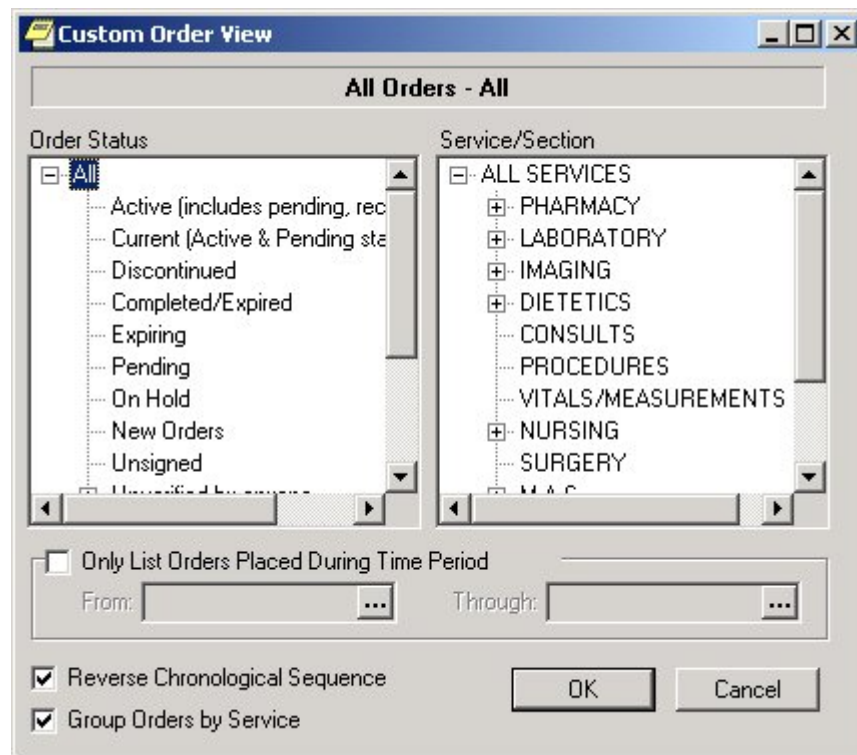 Custom Order View
All Orders - All
Order Status
All
Active (includes pending, rec
Current (Active & Pending sta
Discontinued
Completed/Expired
Expiring
Pending
On Hold
New Orders
Unsigned
Service/Section
ALL SERVICES
PHARMACY
LABORATORY
IMAGING
DIETETICS
CONSULTS
PROCEDURES
VITALS/MEASUREMENTS
NURSING
SURGERY
Only List Orders Placed During Time Period
From: ... Through: ...
Reverse Chronological Sequence
Group Orders by Service
OK Cancel